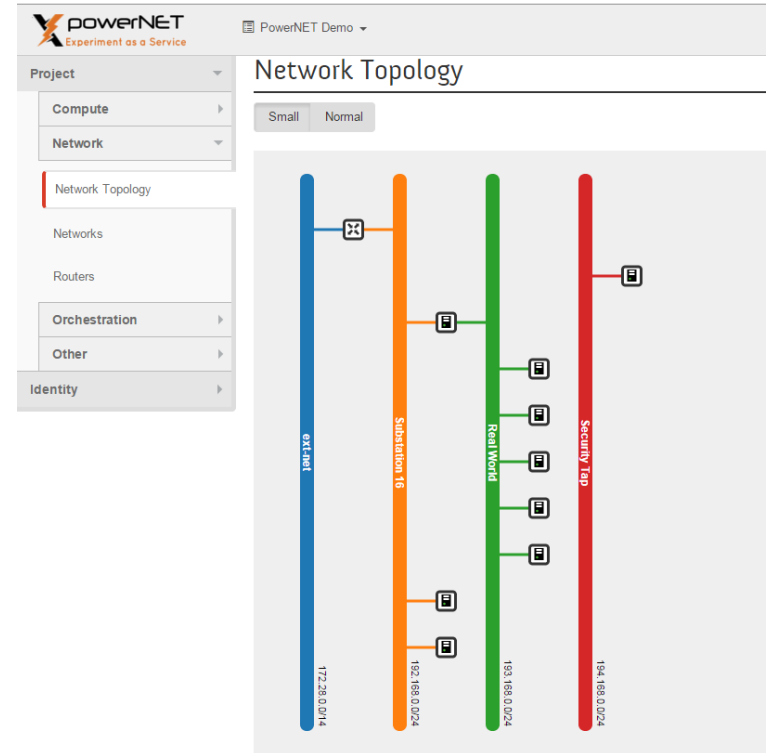 powerNET
Experiment as a Service
PowerNET Demo
Project
Compute
Network
Network Topology
Networks
Routers
Orchestration
Other
Identity
Network Topology
Small Normal
ext-net
172.28.0.0/14
Substation 16
192.168.0.0/24
Real World
193.168.0.0/24
Security Tap
194.168.0.0/24